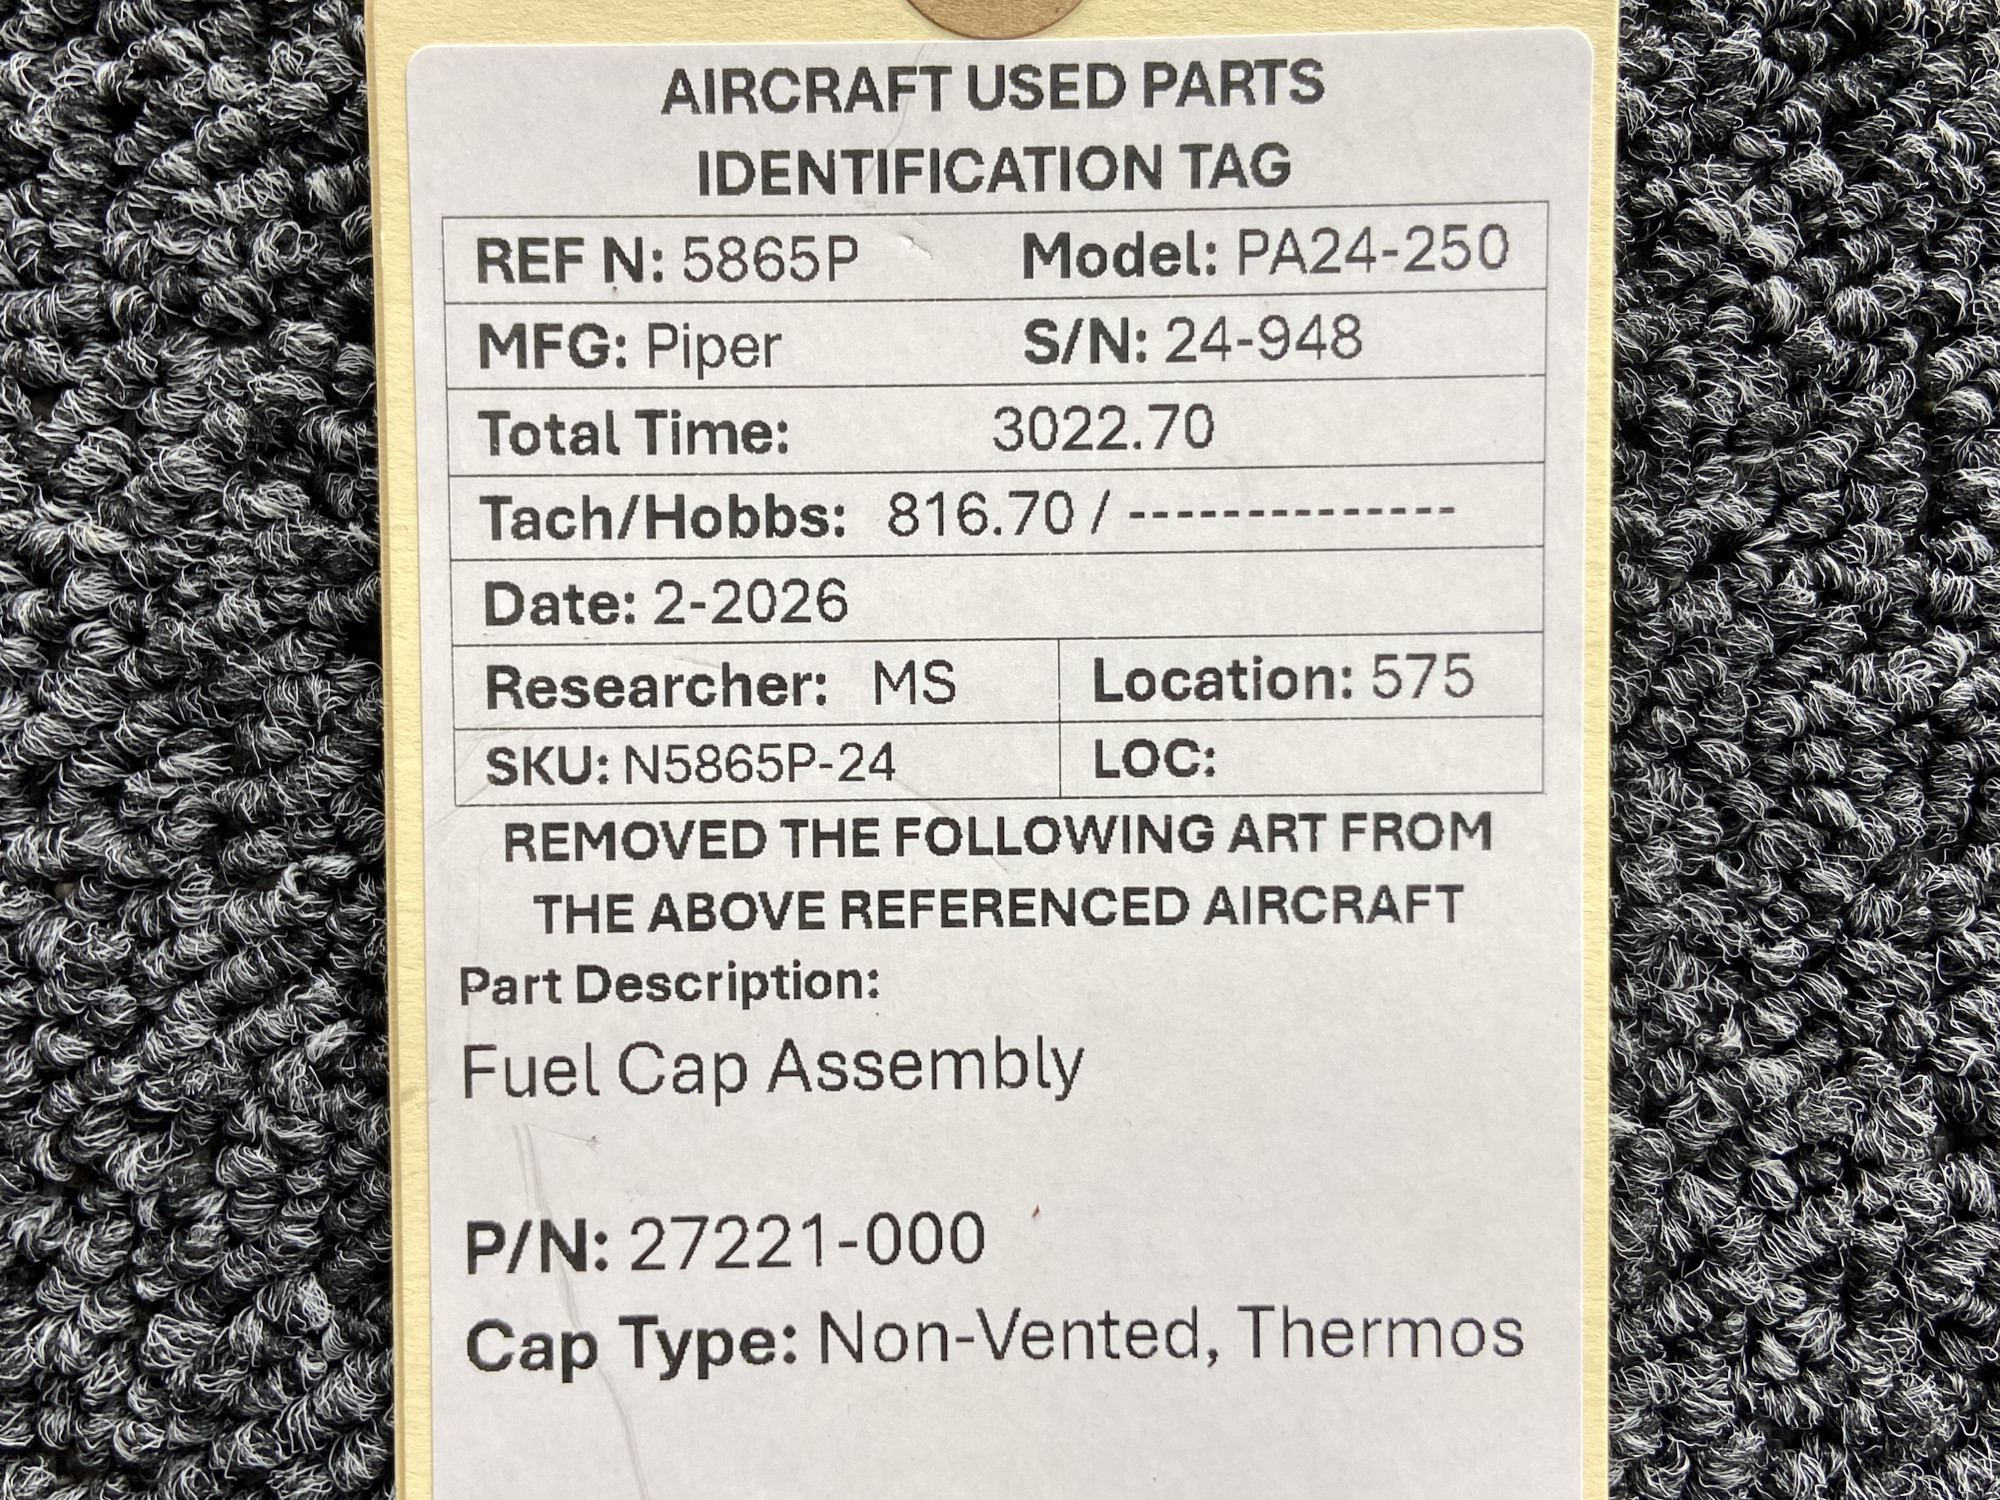 AIRCRAFT USED PARTS
IDENTIFICATION TAG
REF N: 5865P Model: PA24-250
MFG: Piper S/N: 24-948
Total Time: 3022.70
Tach/Hobbs: 816.70 / --------------
Date: 2-2026
Researcher: MS Location: 575
SKU: N5865P-24 LOC:
REMOVED THE FOLLOWING ART FROM
THE ABOVE REFERENCED AIRCRAFT
Part Description:
Fuel Cap Assembly
P/N: 27221-000
Cap Type: Non-Vented, Thermos